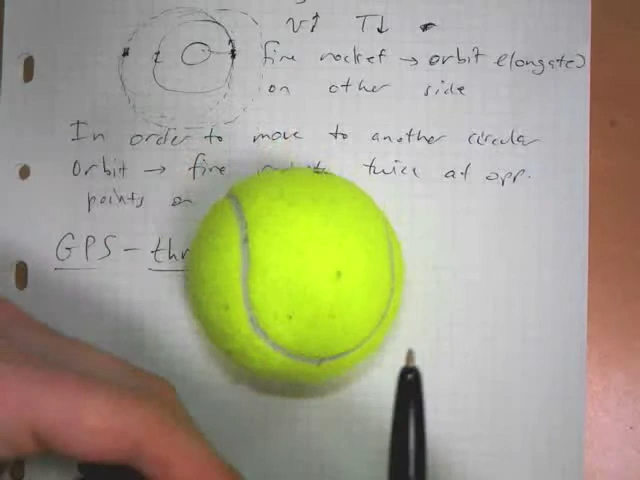 v↑ T↓
fire rocket → orbit elongated
on other side
In order to move to another circular
orbit → fire twice at opp.
points on
GPS - thr